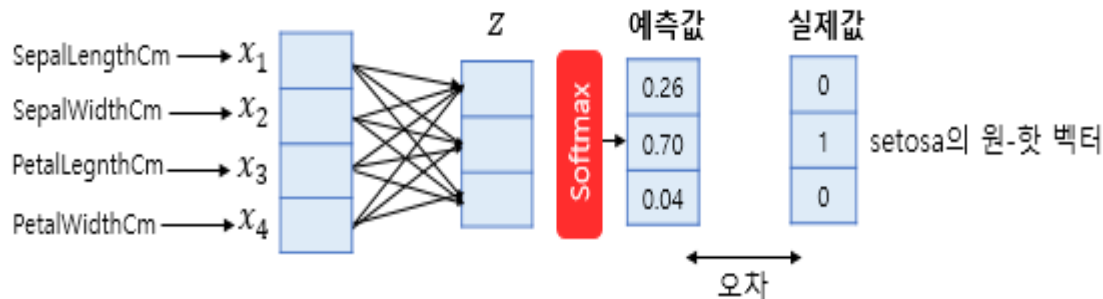 SepalLengthCm
x₁
SepalWidthCm
x₂
PetalLegnthCm
x₃
PetalWidthCm
x₄
z
Softmax
예측값
0.26
0.70
0.04
실제값
0
1
0
setosa의 원-핫 벡터
오차